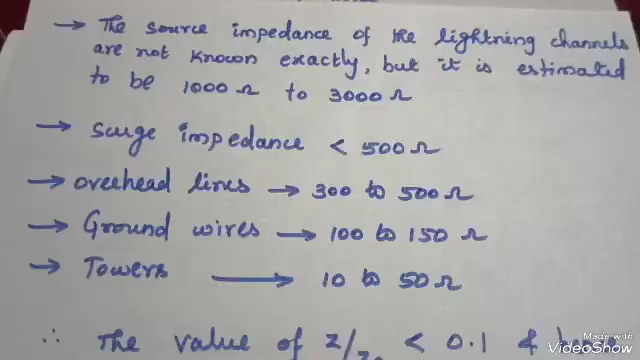 → The source impedance of the lightning channels
are not known exactly, but it is estimated
to be 1000 Ω to 3000 Ω
→ Surge impedance < 500 Ω
→ overhead lines → 300 to 500 Ω
→ Ground wires → 100 to 150 Ω
→ Towers → 10 to 50 Ω
∴ The value of Z/Z₀ < 0.1 &
Made with
VideoShow